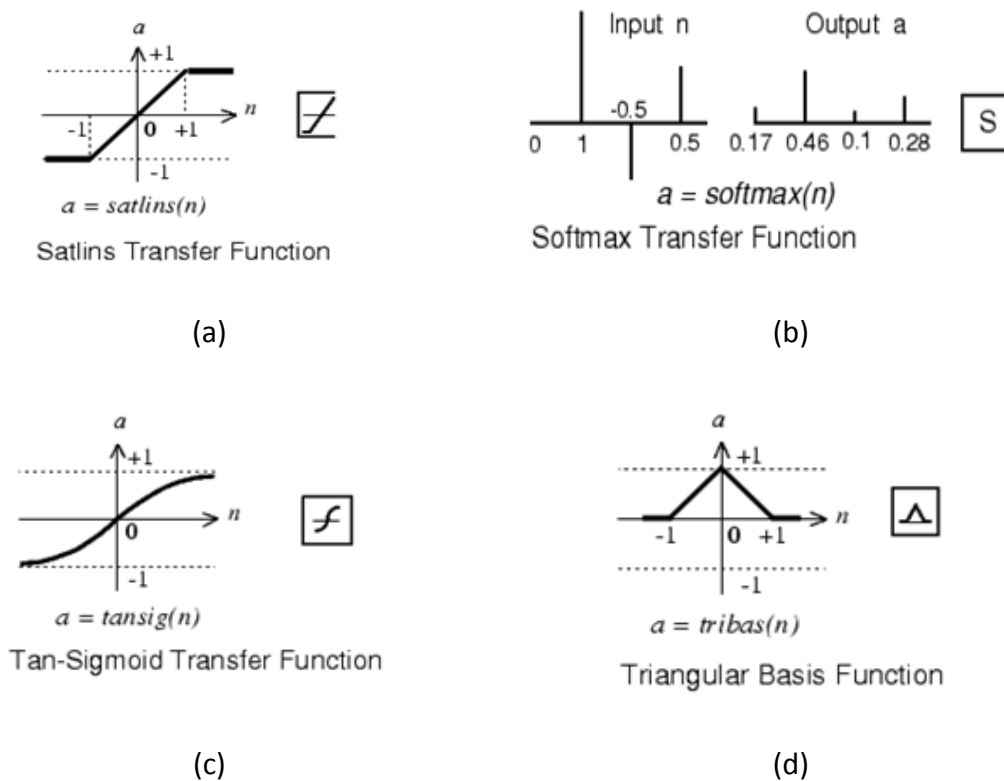 a
+1
n
-1
0
+1
-1
a = satlins(n)
Satlins Transfer Function
(a)
Input n
Output a
-0.5
0
1
0.5
0.17
0.46
0.1
0.28
S
a = softmax(n)
Softmax Transfer Function
(b)
a
+1
n
0
-1
a = tansig(n)
Tan-Sigmoid Transfer Function
(c)
a
+1
n
-1
0
+1
-1
a = tribas(n)
Triangular Basis Function
(d)